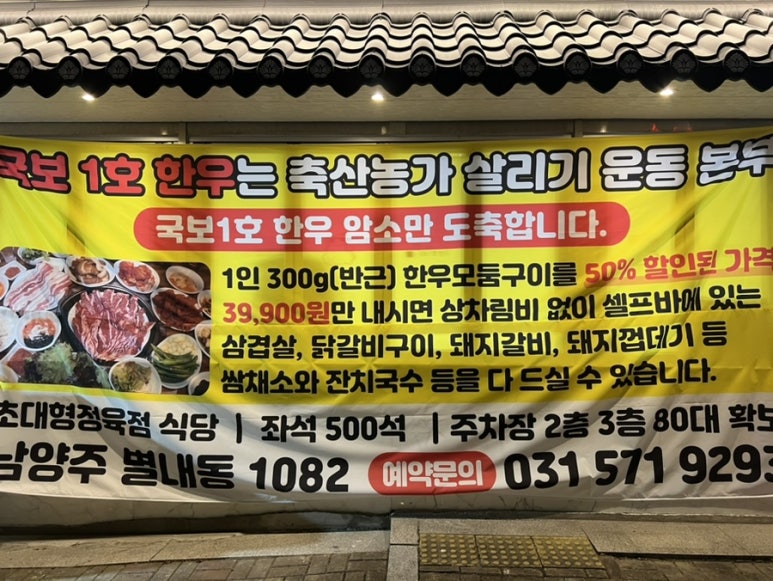 국보 1호 한우는 축산농가 살리기 운동 본부
국보1호 한우 암소만 도축합니다.
1인 300g(반근) 한우모둠구이를 50% 할인된 가격
39,900원만 내시면 상차림비 없이 셀프바에 있는
삼겹살, 닭갈비구이, 돼지갈비, 돼지껍데기 등
쌈채소와 잔치국수 등을 다 드실 수 있습니다.
초대형정육점 식당 | 좌석 500석 | 주차장 2층 3층 80대 확보
남양주 별내동 1082 예약문의 031 571 9293